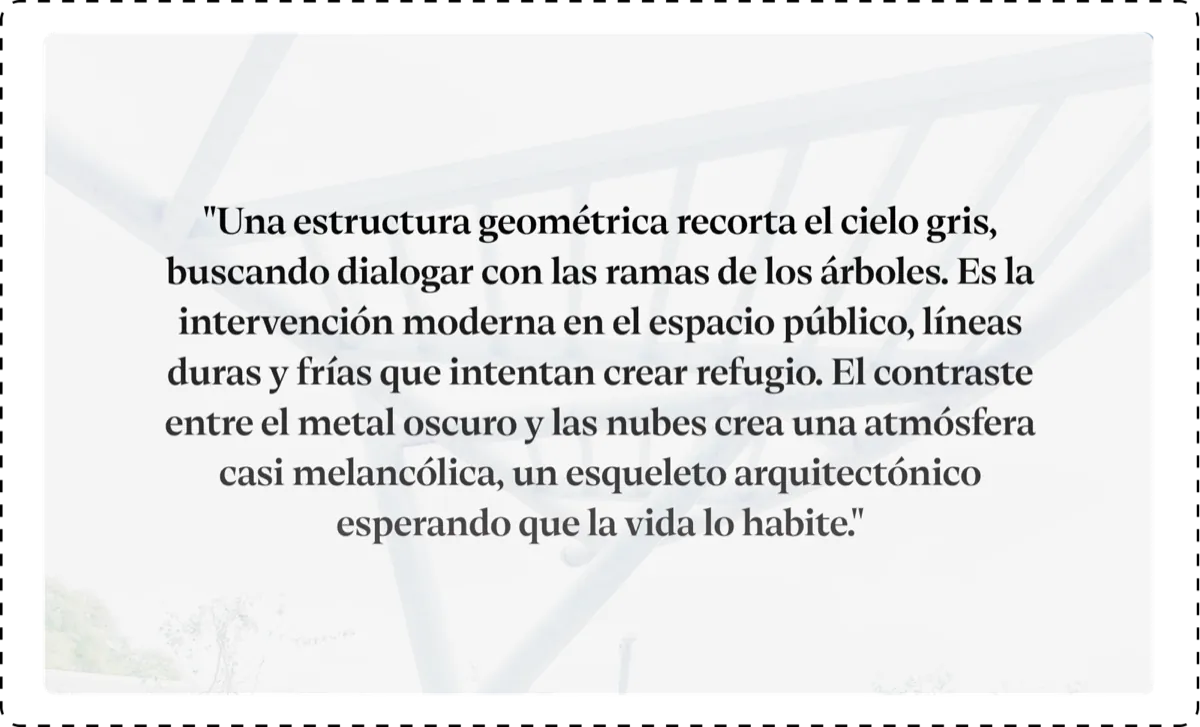 "Una estructura geométrica recorta el cielo gris,
buscando dialogar con las ramas de los árboles. Es la
intervención moderna en el espacio público, líneas
duras y frías que intentan crear refugio. El contraste
entre el metal oscuro y las nubes crea una atmósfera
casi melancólica, un esqueleto arquitectónico
esperando que la vida lo habite."